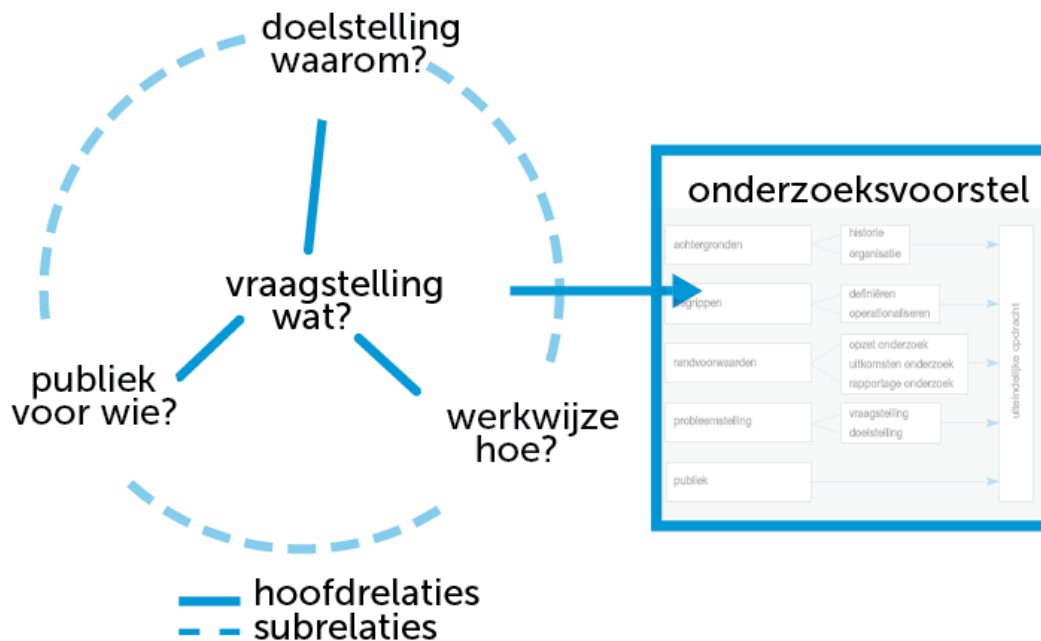 doelstelling
waarom?
vraagstelling
wat?
publiek
voor wie?
werkwijze
hoe?
hoofdrelaties
subrelaties
onderzoeksvoorstel
achtergronden
historie
organisatie
definiëren
operationaliseren
randvoorwaarden
opzet onderzoek
uitkomsten onderzoek
rapportage onderzoek
probleemstelling
vraagstelling
doelstelling
publiek
uiteindelijke opdracht